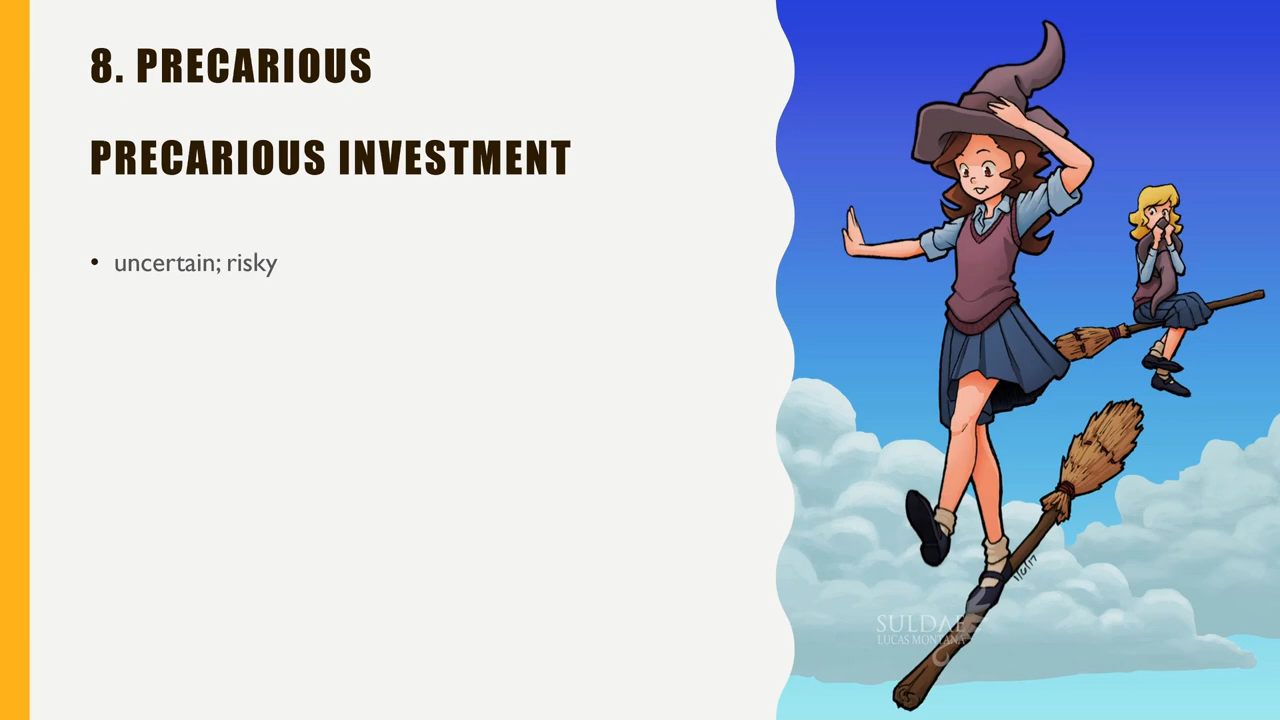 8. PRECARIOUS
PRECARIOUS INVESTMENT
• uncertain; risky
SULDAE
LUCAS MONTANA